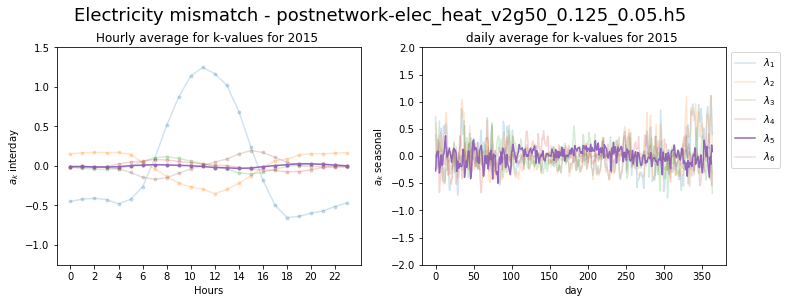 Electricity mismatch - postnetwork-elec_heat_v2g50_0.125_0.05.h5
Hourly average for k-values for 2015
1.5
1.0
0.5
0.0
−0.5
−1.0
a_k interday
0 2 4 6 8 10 12 14 16 18 20 22
Hours
daily average for k-values for 2015
2.0
1.5
1.0
0.5
0.0
−0.5
−1.0
−1.5
−2.0
a_k seasonal
0 50 100 150 200 250 300 350
day
λ₁
λ₂
λ₃
λ₄
λ₅
λ₆